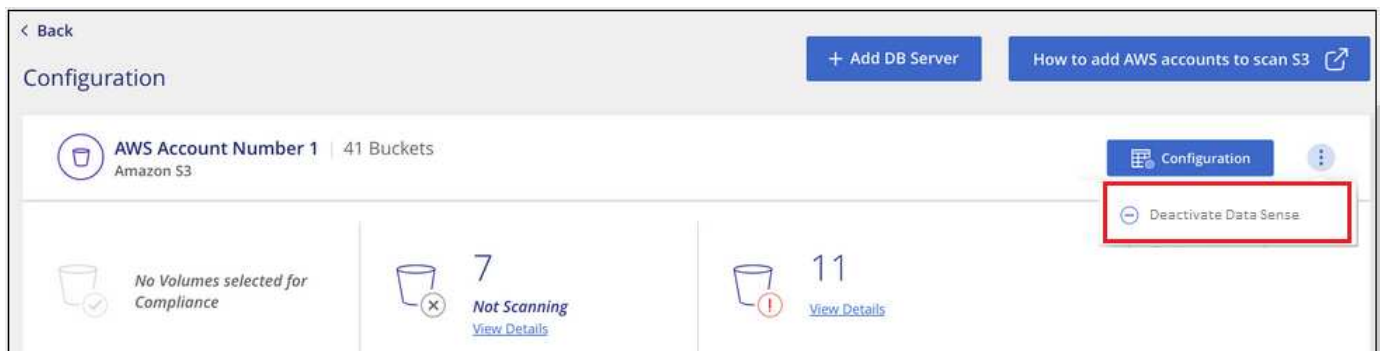 < Back
Configuration
+ Add DB Server
How to add AWS accounts to scan S3
AWS Account Number 1 | 41 Buckets
Amazon S3
Configuration
Deactivate Data Sense
No Volumes selected for
Compliance
7
Not Scanning
View Details
11
View Details